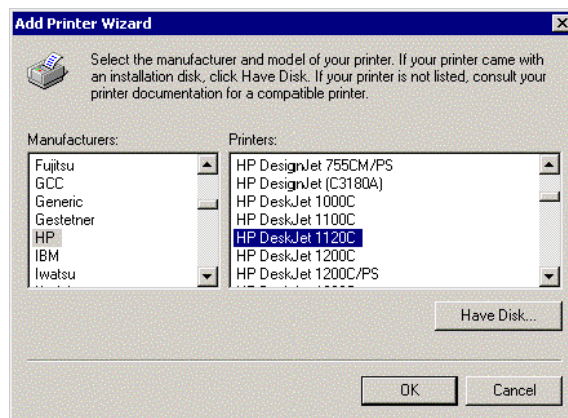 Add Printer Wizard
Select the manufacturer and model of your printer. If your printer came with
an installation disk, click Have Disk. If your printer is not listed, consult your
printer documentation for a compatible printer.
Manufacturers:
Fujitsu
GCC
Generic
Gestetner
HP
IBM
Iwatsu
Printers:
HP DesignJet 755CM/PS
HP DesignJet (C3180A)
HP DeskJet 1000C
HP DeskJet 1100C
HP DeskJet 1120C
HP DeskJet 1200C
HP DeskJet 1200C/PS
Have Disk...
OK
Cancel